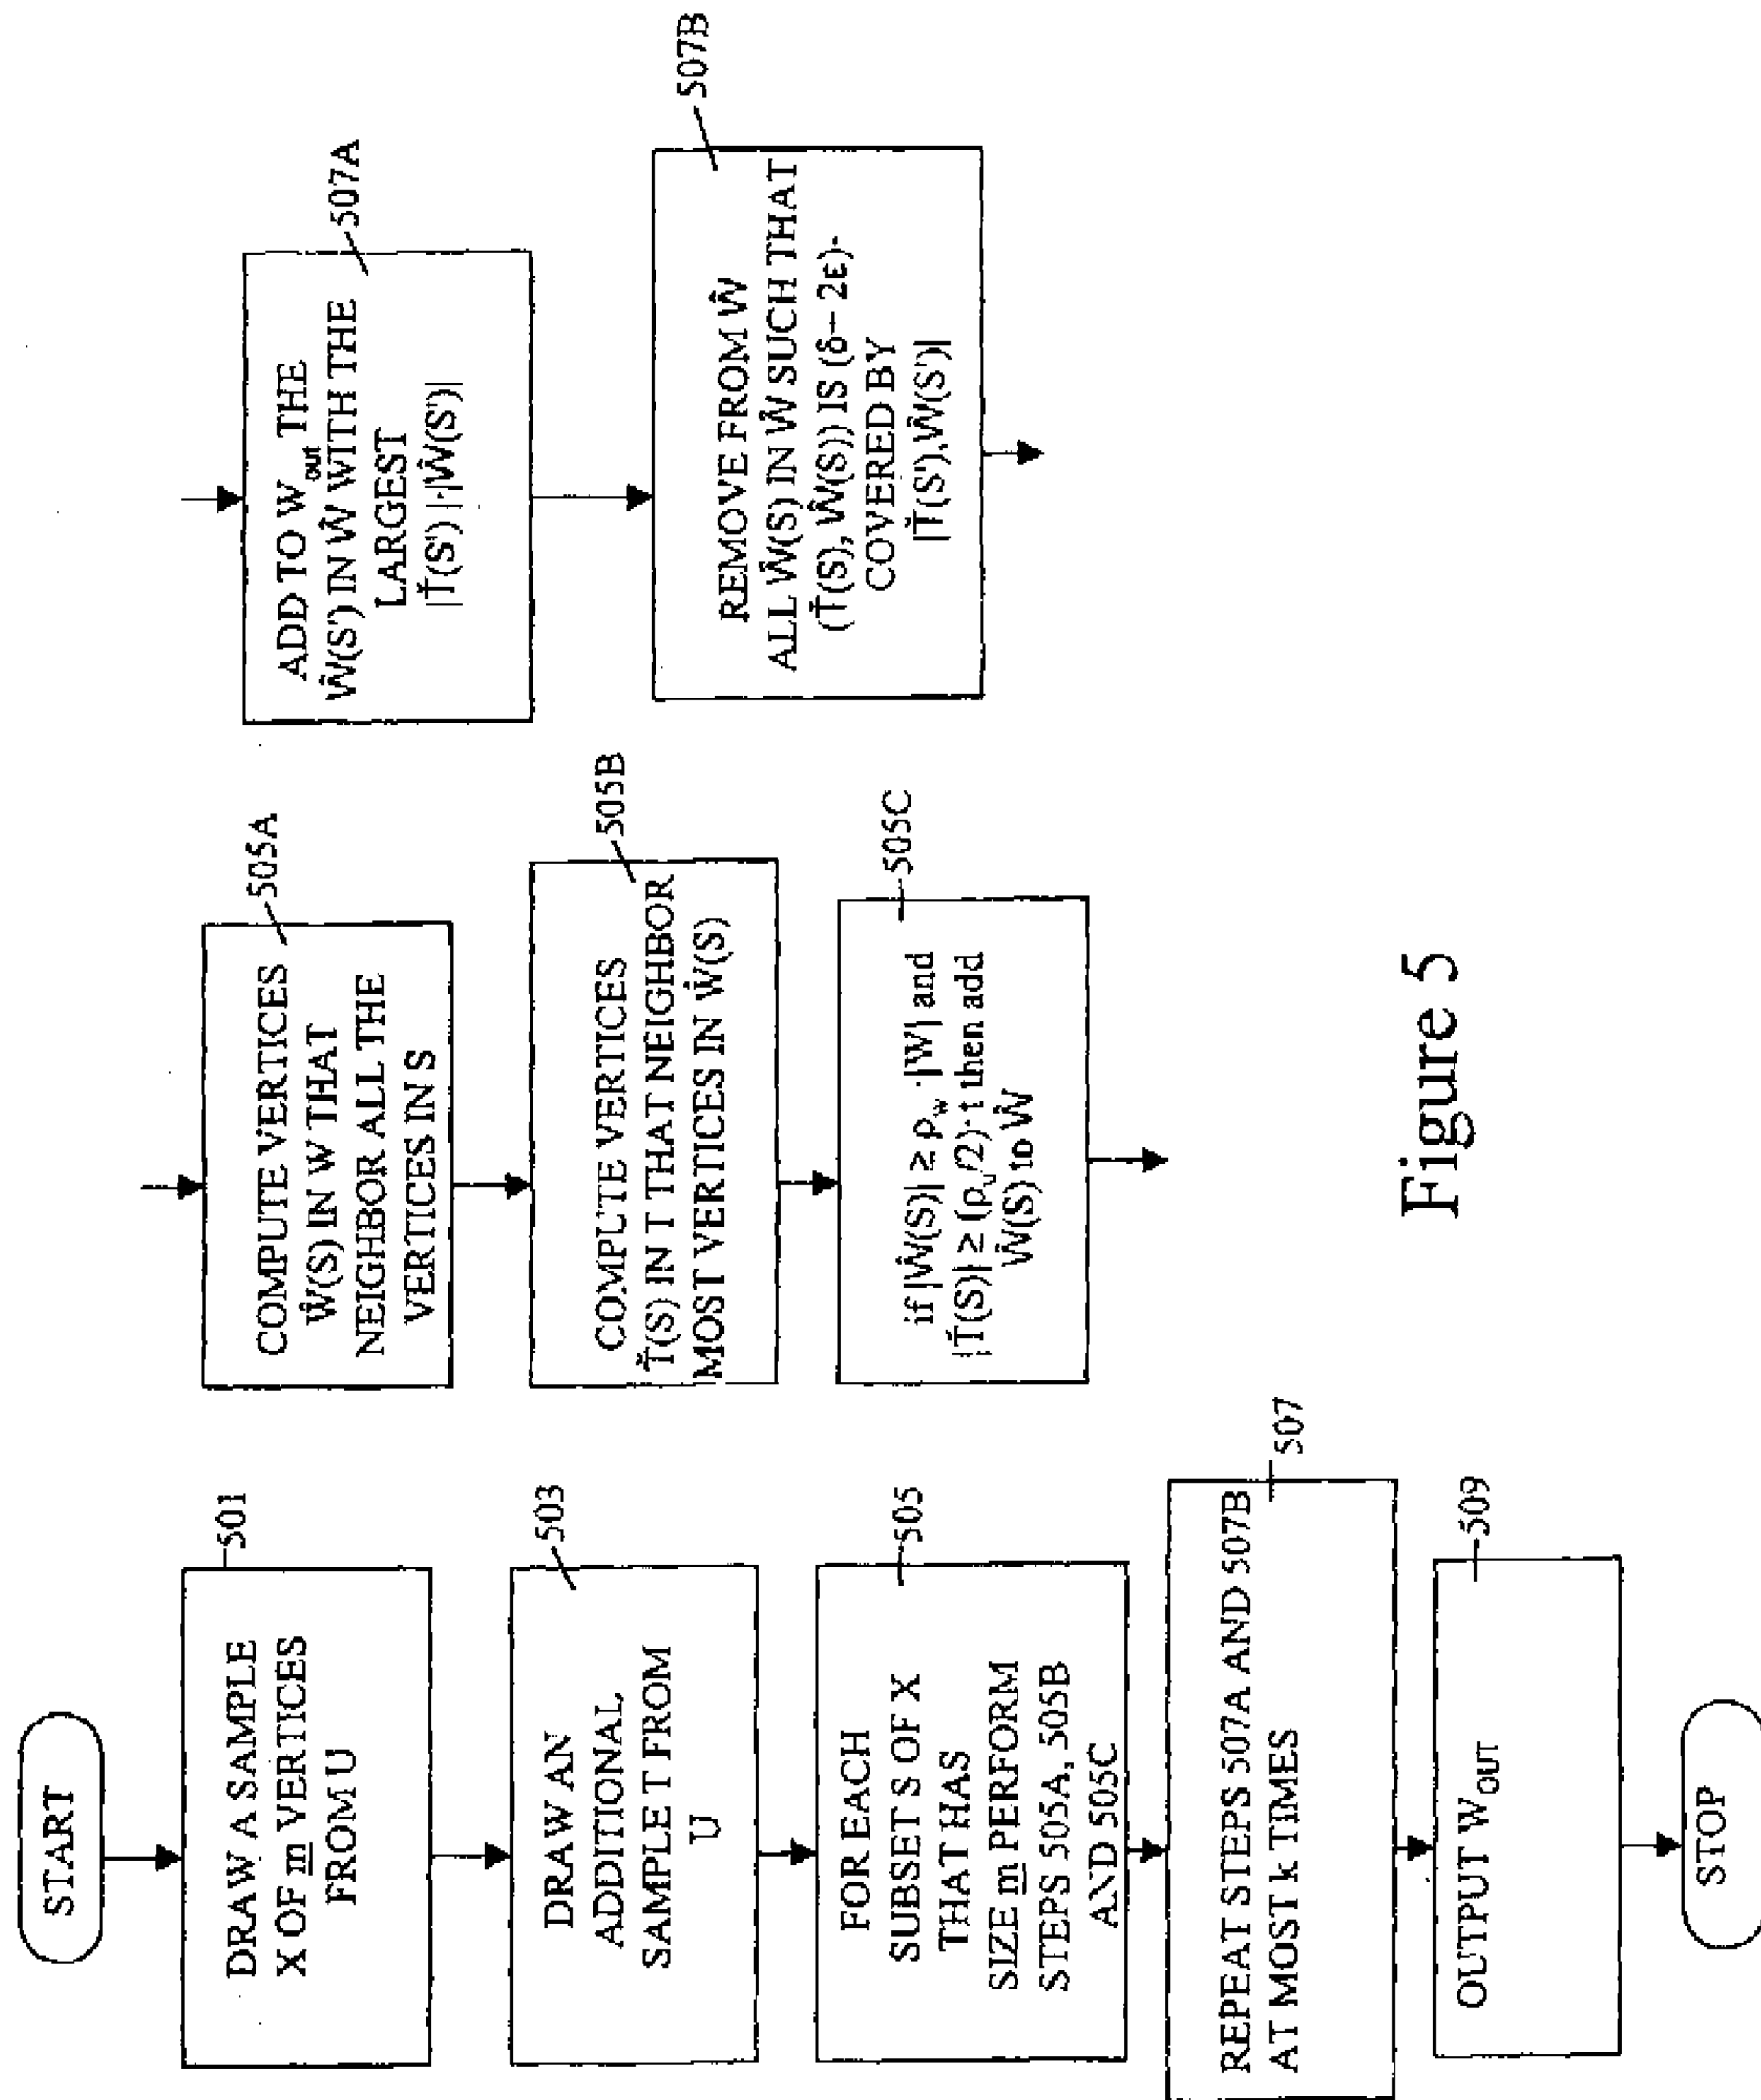 START
501
DRAW A SAMPLE
X OF m VERTICES
FROM U
503
DRAW AN
ADDITIONAL
SAMPLE T FROM
U
505
FOR EACH
SUBSET S OF X
THAT HAS
SIZE m PERFORM
STEPS 505A, 505B
AND 505C
507
REPEAT STEPS 507A AND 507B
AT MOST k TIMES
509
OUTPUT W_OUT
STOP
505A
COMPUTE VERTICES
Ŵ(S) IN W THAT
NEIGHBOR ALL THE
VERTICES IN S
505B
COMPUTE VERTICES
Ť(S) IN T THAT NEIGHBOR
MOST VERTICES IN Ŵ(S)
505C
if |Ŵ(S)| ≥ ρ_w · |W| and
|Ť(S)| ≥ (ρ_u/2)· t then add
Ŵ(S) to Ŵ
507A
ADD TO W_out THE
Ŵ(S') IN Ŵ WITH THE
LARGEST
|Ť(S')|·|Ŵ(S')|
507B
REMOVE FROM Ŵ
ALL Ŵ(S) IN Ŵ SUCH THAT
(Ť(S), Ŵ(S)) IS (δ−2ε)-
COVERED BY
|Ť(S'),Ŵ(S')|
Figure 5